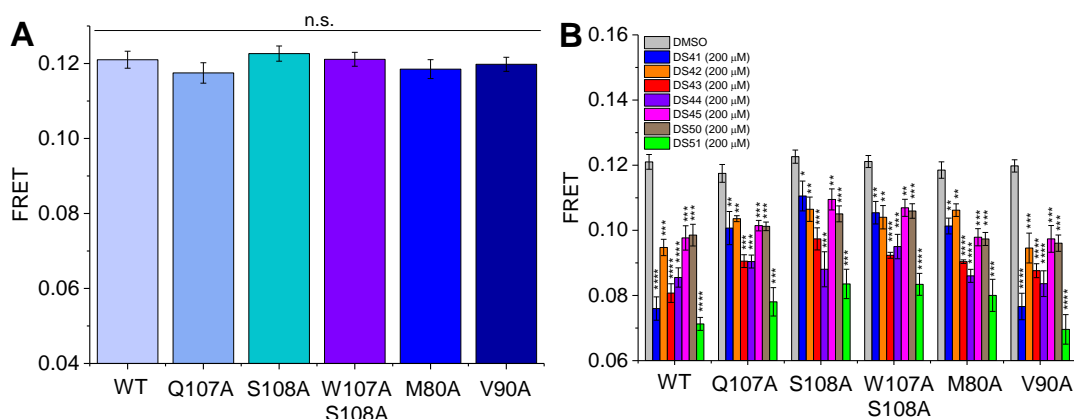 A
n.s.
FRET
0.12
0.10
0.08
0.06
0.04
WT
Q107A
S108A
W107A
S108A
M80A
V90A
B
FRET
0.16
0.14
0.12
0.10
0.08
0.06
DMSO
DS41 (200 μM)
DS42 (200 μM)
DS43 (200 μM)
DS44 (200 μM)
DS45 (200 μM)
DS50 (200 μM)
DS51 (200 μM)
****
***
****
****
***
***
****
**
**
***
***
***
***
***
*
**
***
***
**
**
***
**
**
****
***
**
**
***
**
**
****
****
***
***
***
****
**
****
****
***
***
****
WT
Q107A
S108A
W107A
S108A
M80A
V90A